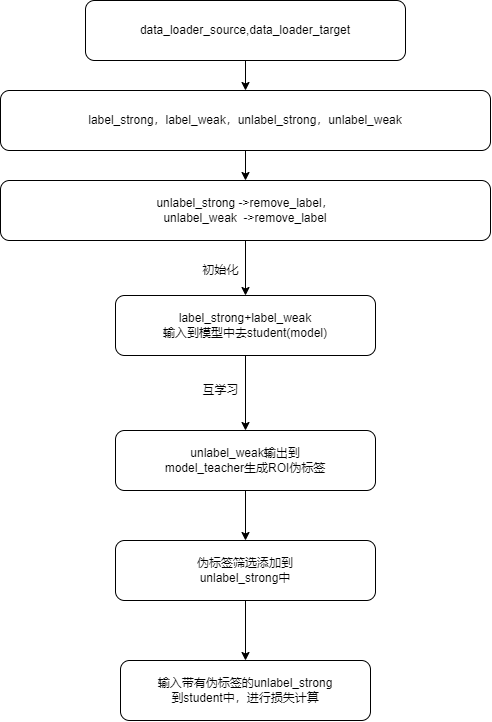 data_loader_source,data_loader_target
label_strong，label_weak，unlabel_strong，unlabel_weak
unlabel_strong ->remove_label，
unlabel_weak ->remove_label
初始化
label_strong+label_weak
输入到模型中去student(model)
互学习
unlabel_weak输出到
model_teacher生成ROI伪标签
伪标签筛选添加到
unlabel_strong中
输入带有伪标签的unlabel_strong
到student中，进行损失计算